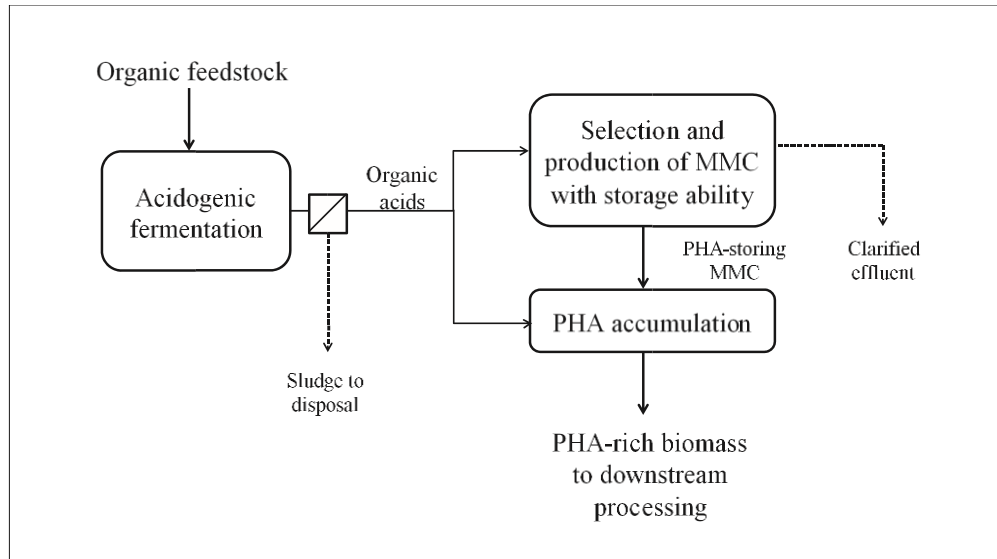 Organic feedstock
Acidogenic
fermentation
Organic
acids
Sludge to
disposal
Selection and
production of MMC
with storage ability
PHA-storing
MMC
Clarified
effluent
PHA accumulation
PHA-rich biomass
to downstream
processing